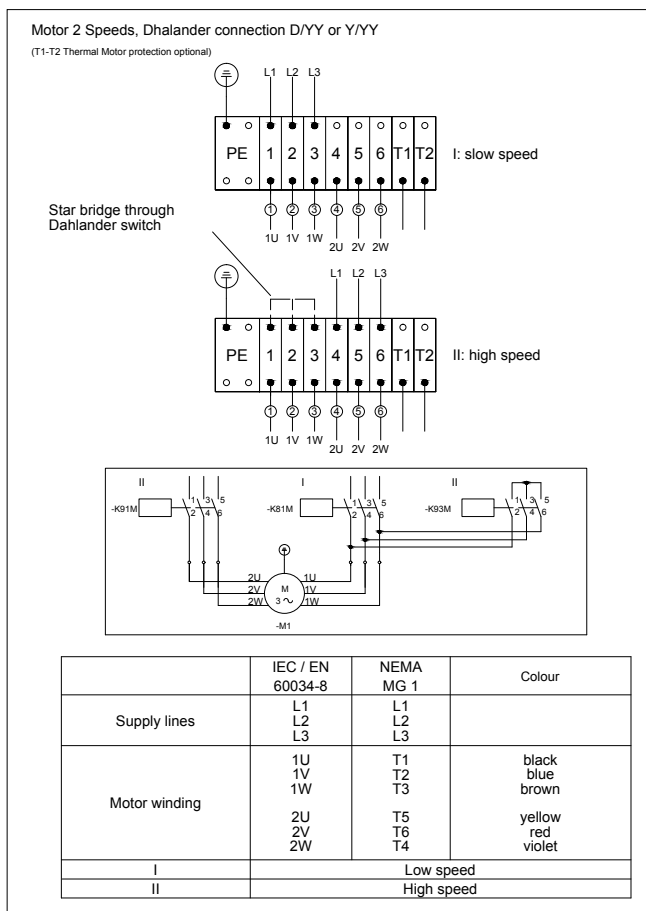 Motor 2 Speeds, Dhalander connection D/YY or Y/YY
(T1-T2 Thermal Motor protection optional)
L1 L2 L3
PE 1 2 3 4 5 6 T1 T2
I: slow speed
1 2 3 4 5 6
1U 1V 1W
2U 2V 2W
Star bridge through
Dahlander switch
L1 L2 L3
PE 1 2 3 4 5 6 T1 T2
II: high speed
1 2 3 4 5 6
1U 1V 1W
2U 2V 2W
II I II
-K91M 1 3 5 -K81M 1 3 5 -K93M 1 3 5
2 4 6 2 4 6 2 4 6
2U 1U
2V M 1V
2W 3 ~ 1W
-M1
IEC / EN NEMA Colour
60034-8 MG 1
Supply lines
L1 L1
L2 L2
L3 L3
Motor winding
1U T1 black
1V T2 blue
1W T3 brown
2U T5 yellow
2V T6 red
2W T4 violet
I Low speed
II High speed